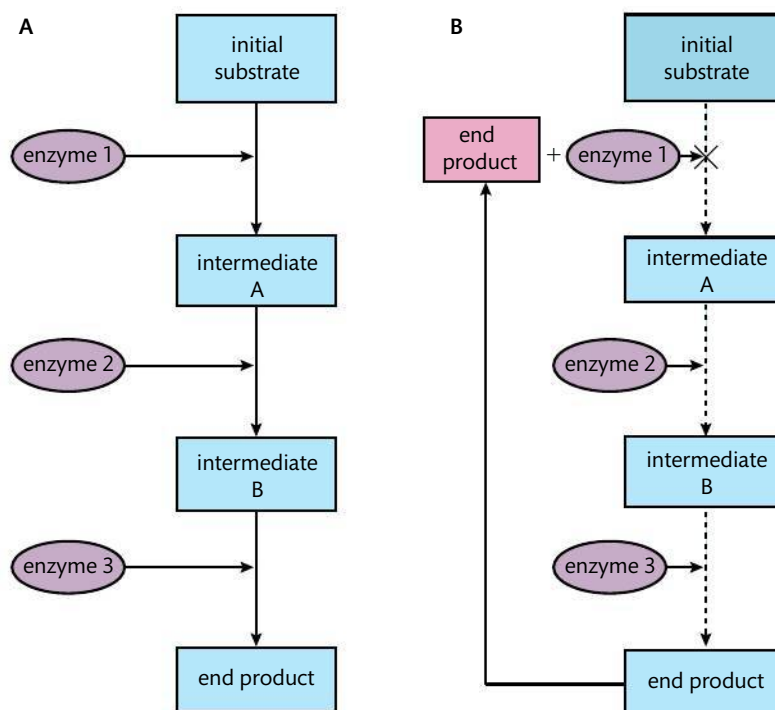 A
initial
substrate
enzyme 1
intermediate
A
enzyme 2
intermediate
B
enzyme 3
end product
B
initial
substrate
end
product
+
enzyme 1
intermediate
A
enzyme 2
intermediate
B
enzyme 3
end product